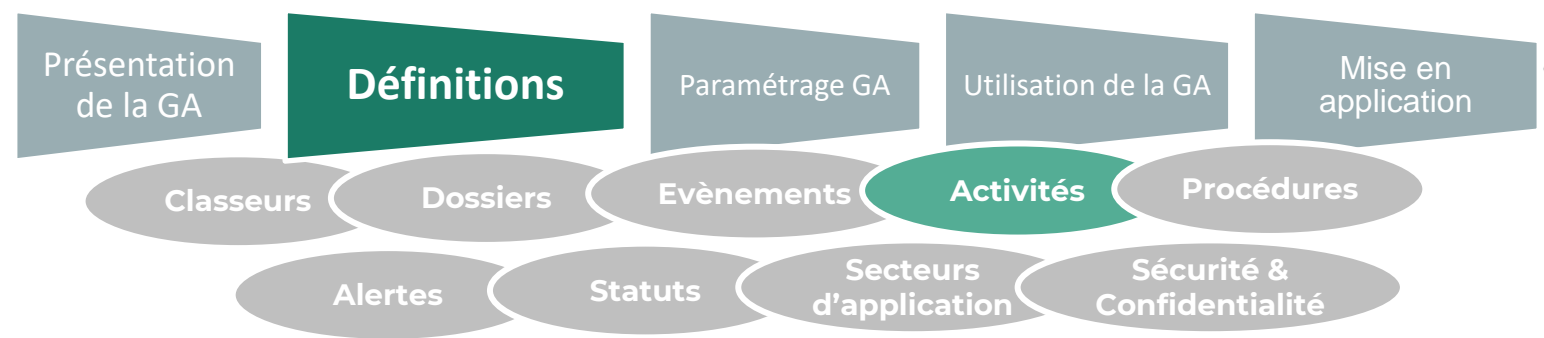 Présentation
de la GA
Définitions
Paramétrage GA
Utilisation de la GA
Mise en
application
Classeurs
Dossiers
Evènements
Activités
Procédures
Alertes
Statuts
Secteurs
d'application
Sécurité &
Confidentialité